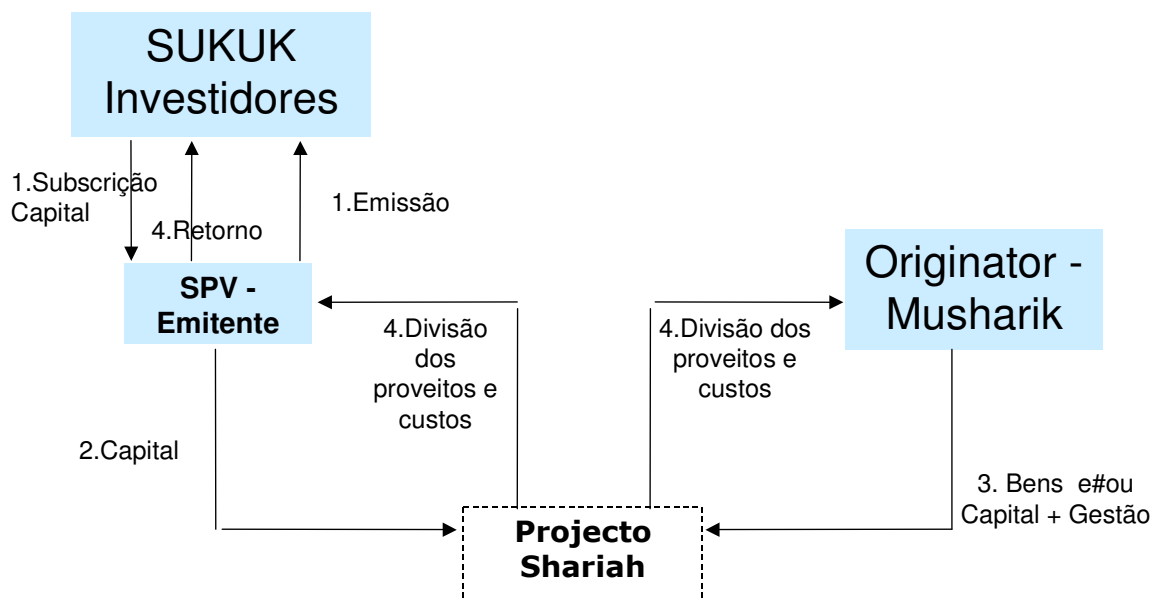 SUKUK
Investidores
1.Subscrição
Capital
4.Retorno
1.Emissão
SPV -
Emitente
Originator -
Musharik
4.Divisão
dos
proveitos e
custos
4.Divisão dos
proveitos e
custos
2.Capital
3. Bens e#ou
Capital + Gestão
Projecto
Shariah